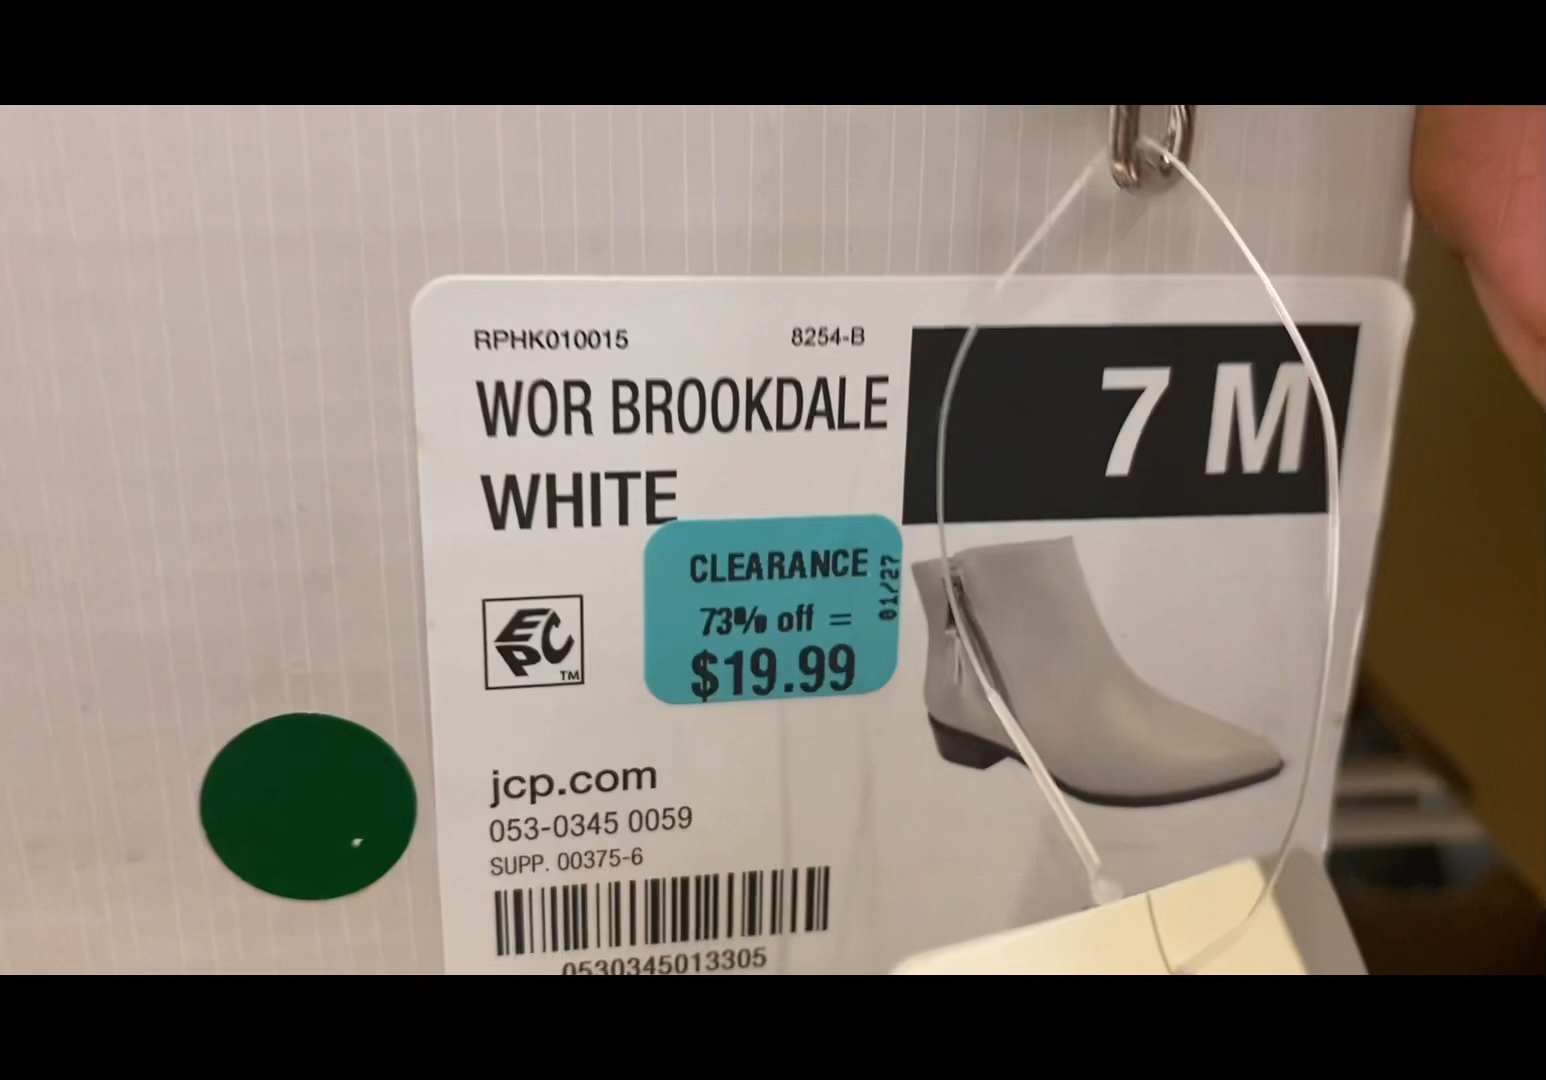 RPHK010015 8254-B
WOR BROOKDALE
7 M
WHITE
CLEARANCE
73% off =
$19.99
01/27
EPC
TM
jcp.com
053-0345 0059
SUPP. 00375-6
0530345013305